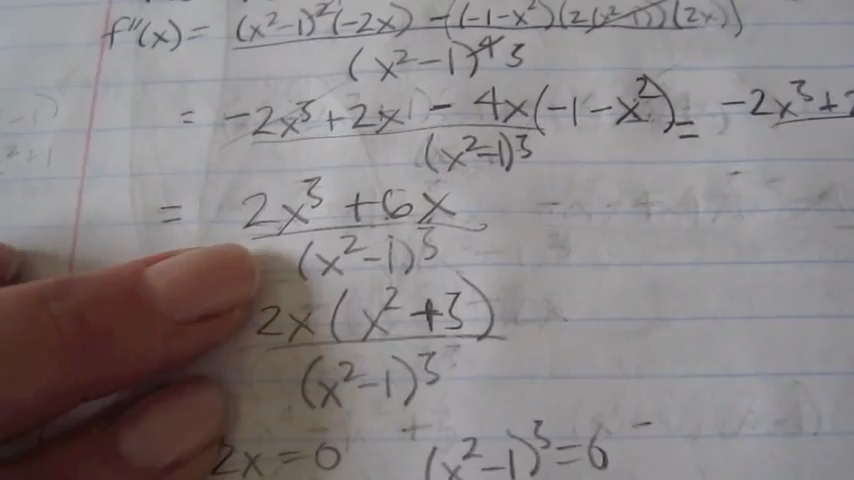 f''(x) = (x²-1)²(-2x) - (-1-x²)(2(x²-1))(2x)) / (x²-1)⁴ 3
= -2x³ + 2x - 4x(-1-x²) / (x²-1)³ = -2x³ + 2
= 2x³ + 6x / (x²-1)³
2x(x²+3) / (x²-1)³
2x = 0 (x²-1)³ = 0